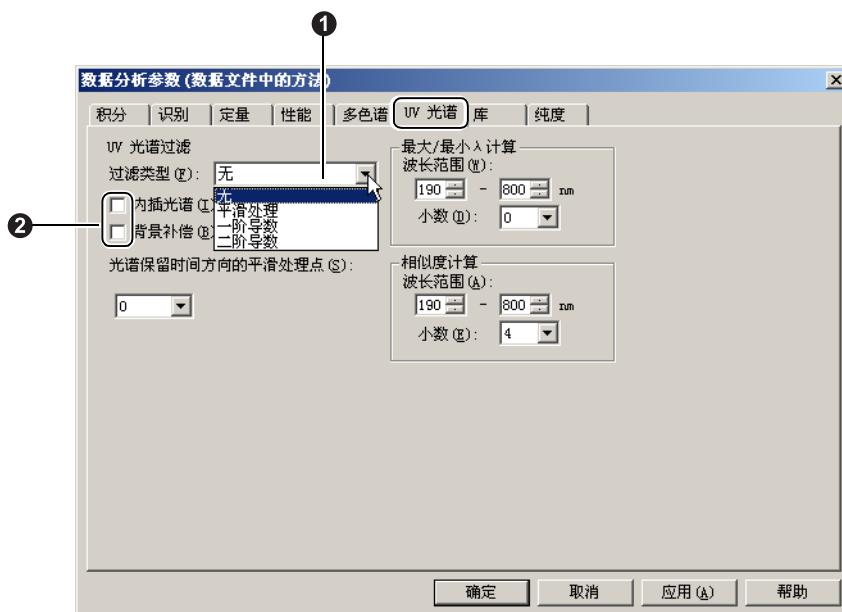 1
数据分析参数(数据文件中的方法)
积分 识别 定量 性能 多色谱 UV 光谱 库 纯度
UV 光谱过滤
过滤类型(F): 无
无
平滑处理
一阶导数
二阶导数
2
内插光谱(I)
背景补偿(B)
光谱保留时间方向的平滑处理点(S):
0
最大/最小λ计算
波长范围(W):
190 - 800 nm
小数(D): 0
相似度计算
波长范围(A):
190 - 800 nm
小数(E): 4
确定 取消 应用(A) 帮助